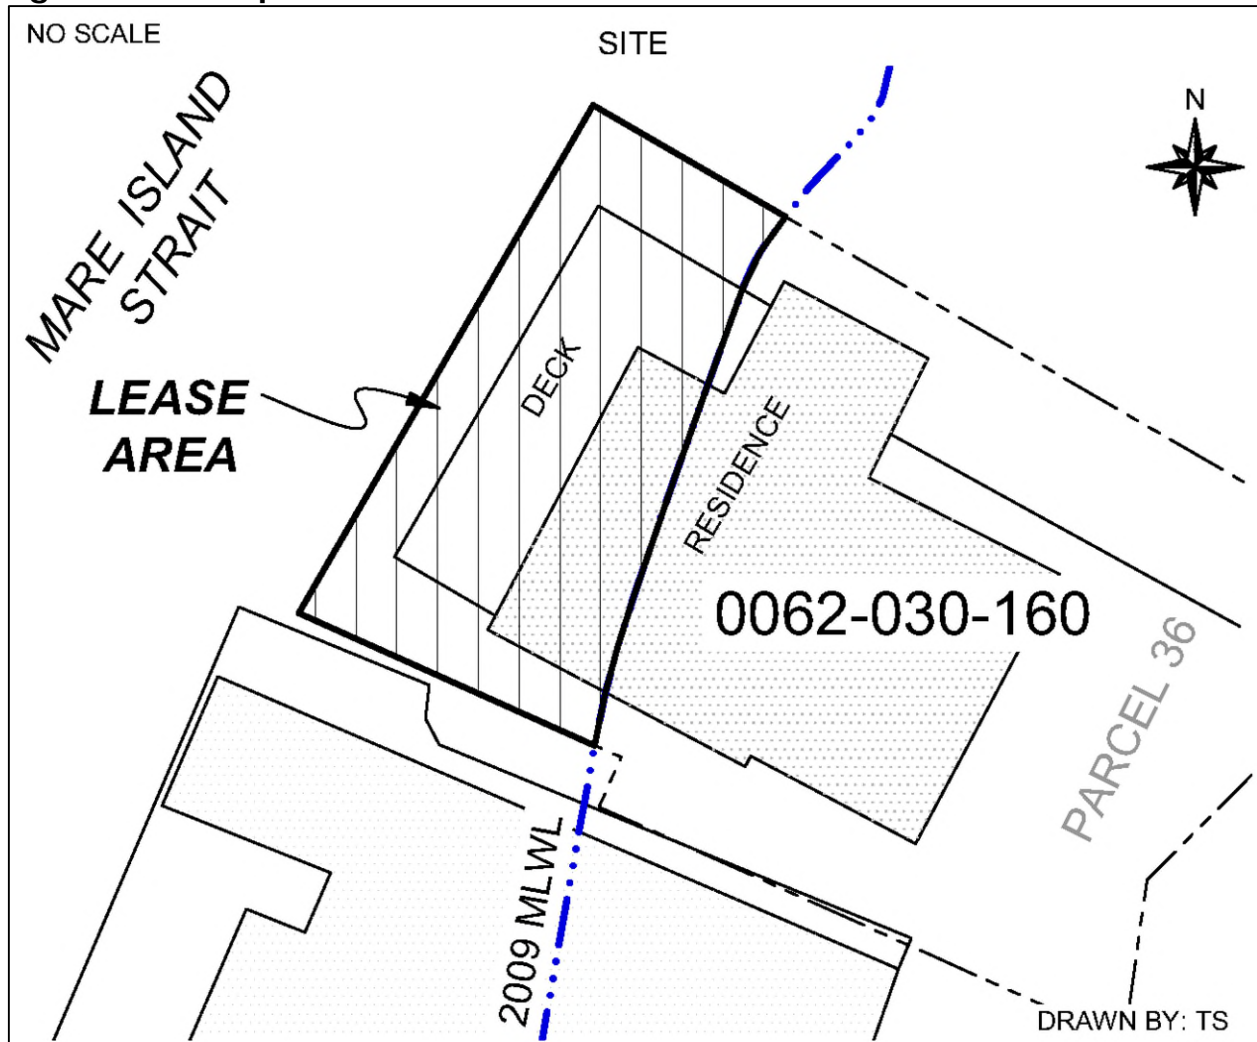 NO SCALE
SITE
N
MARE ISLAND
STRAIT
LEASE
AREA
DECK
RESIDENCE
0062-030-160
PARCEL 36
2009 MLWL
DRAWN BY: TS